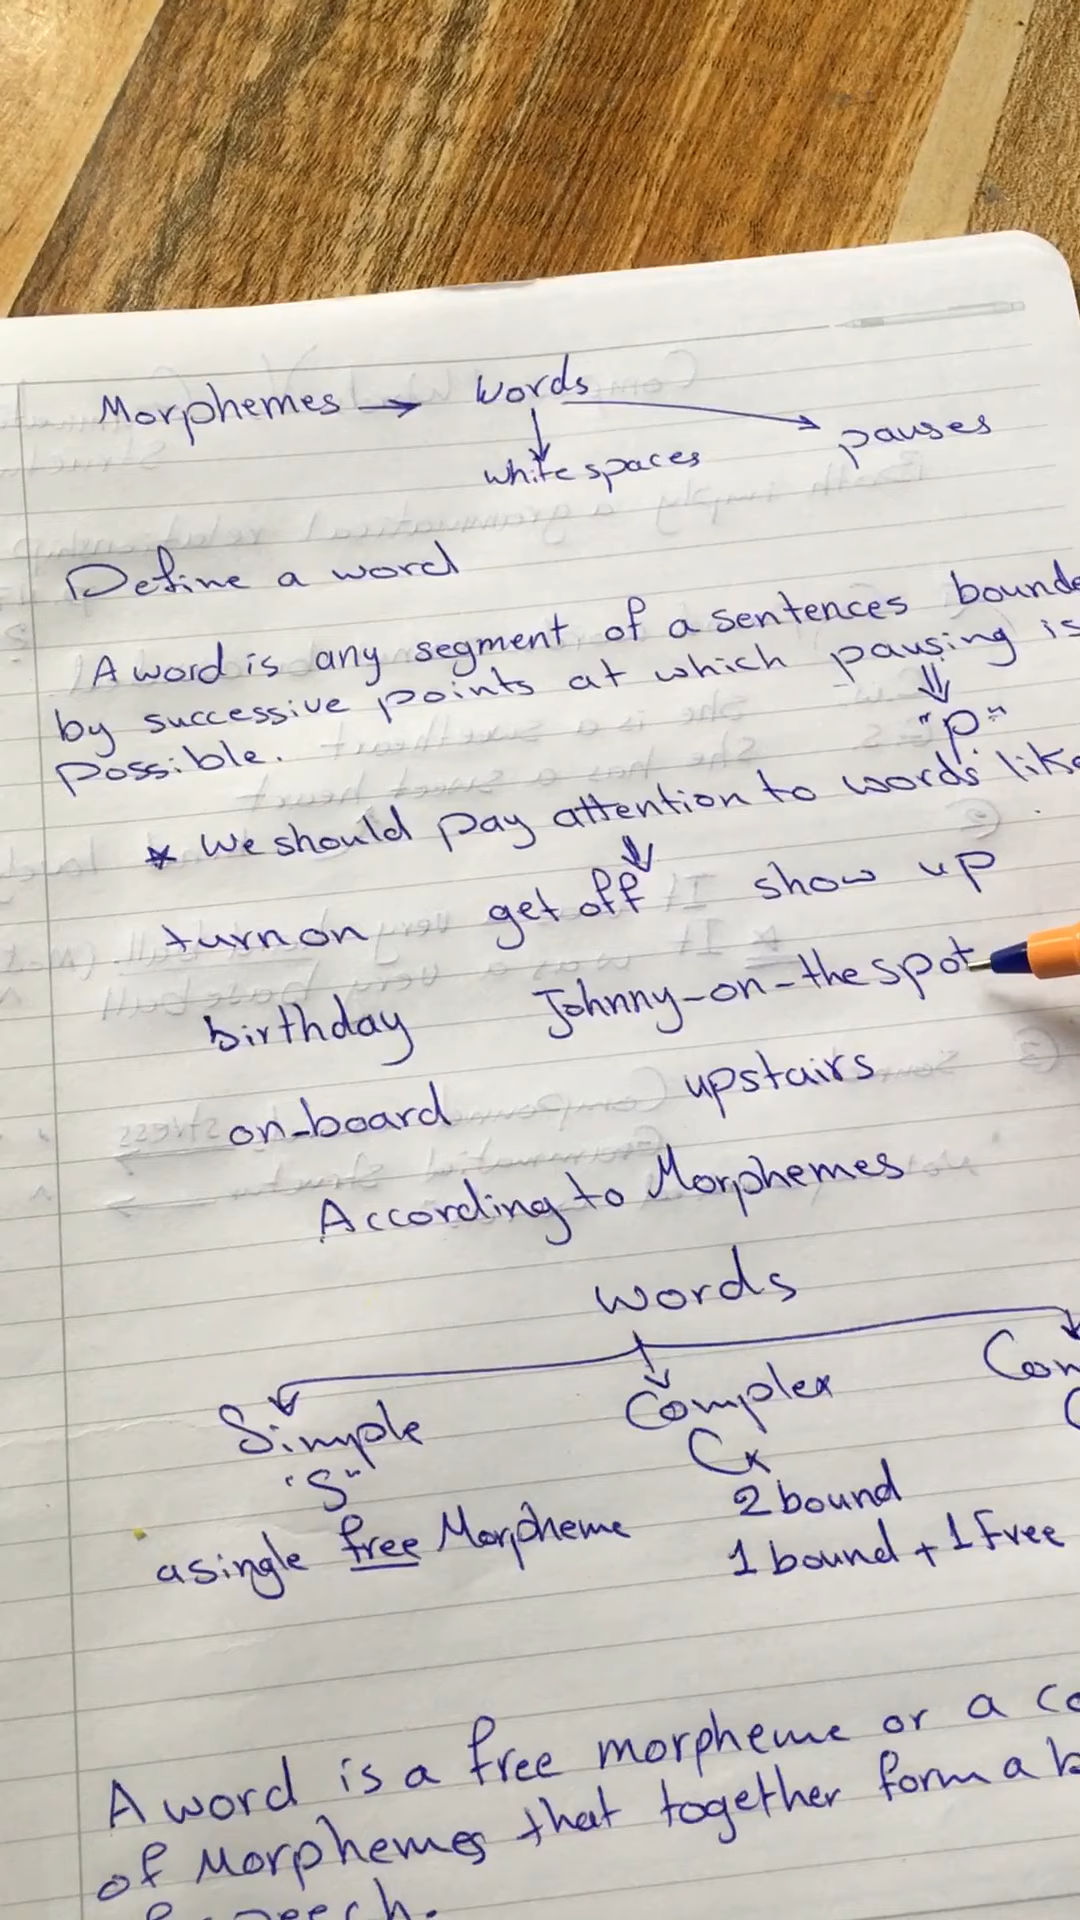 Morphemes → words
white spaces
pauses
Define a word
A word is any segment of a sentences bounde
by successive points at which pausing is
possible.
"p"
* We should pay attention to words like
turn on get off show up
birthday Johnny-on-the spot
on-board upstairs
According to Morphemes
words
Simple Complex Com
"S" Cx C
2 bound
a single free Morpheme 1 bound + 1 Free
A word is a free morpheme or a co
of Morphemes that together form a b